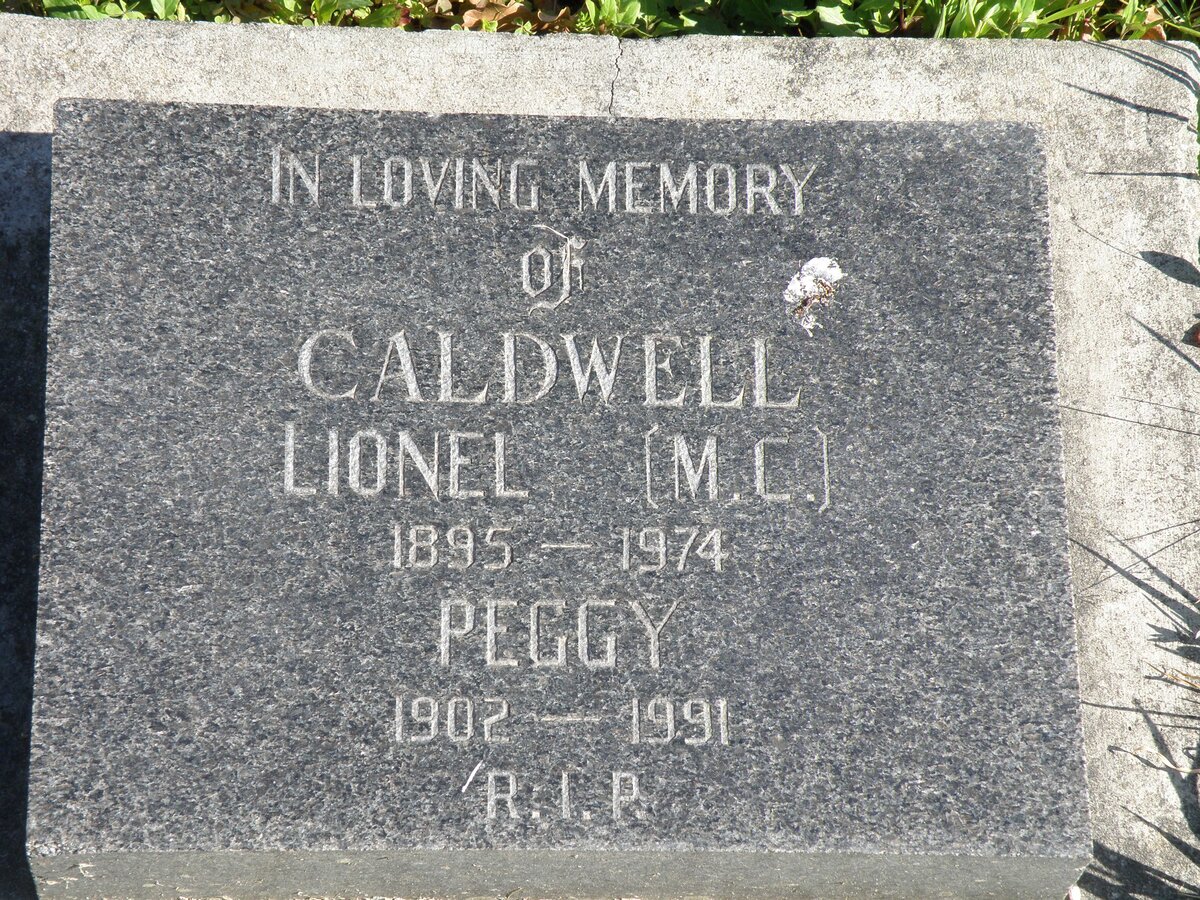 IN LOVING MEMORY
of
CALDWELL
LIONEL (M.C.)
1895 — 1974
PEGGY
1902 — 1991
R.I.P.